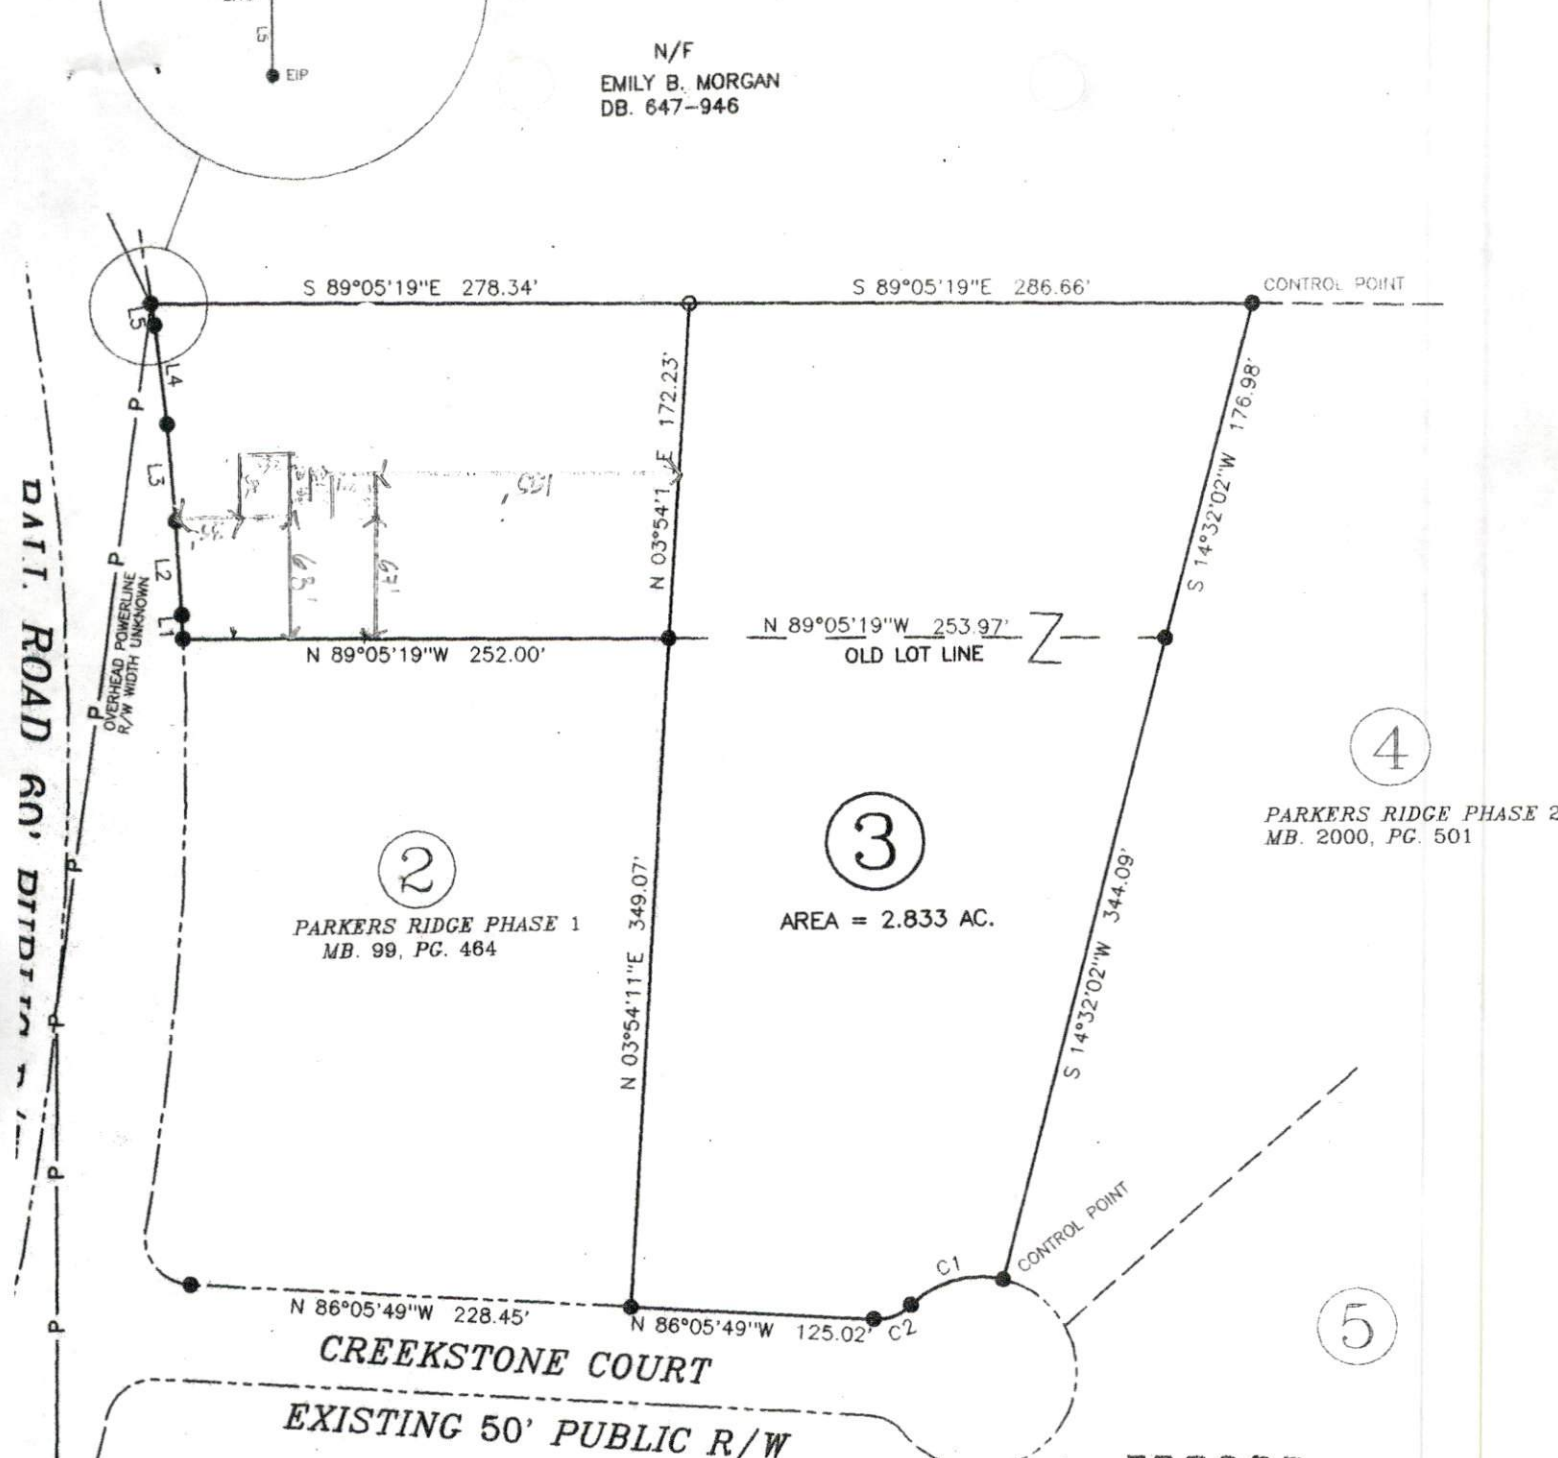 L5
EIP
N/F
EMILY B. MORGAN
DB. 647-946
S 89°05'19"E 278.34'
S 89°05'19"E 286.66'
CONTROL POINT
L5
L4
L3
L2
L1
P
P
P
P
P
P
P
OVERHEAD POWERLINE
R/W WIDTH UNKNOWN
ROAD 60'
N 03°54'1 E 172.23'
S 14°32'02"W 176.98'
195'
35'
68'
67'
N 89°05'19"W 252.00'
N 89°05'19"W 253.97'
OLD LOT LINE
Z
2
PARKERS RIDGE PHASE 1
MB. 99, PG. 464
3
AREA = 2.833 AC.
4
PARKERS RIDGE PHASE 2
MB. 2000, PG. 501
N 03°54'11"E 349.07'
S 14°32'02"W 344.09'
CONTROL POINT
C1
C2
N 86°05'49"W 228.45'
N 86°05'49"W 125.02'
5
CREEKSTONE COURT
EXISTING 50' PUBLIC R/W